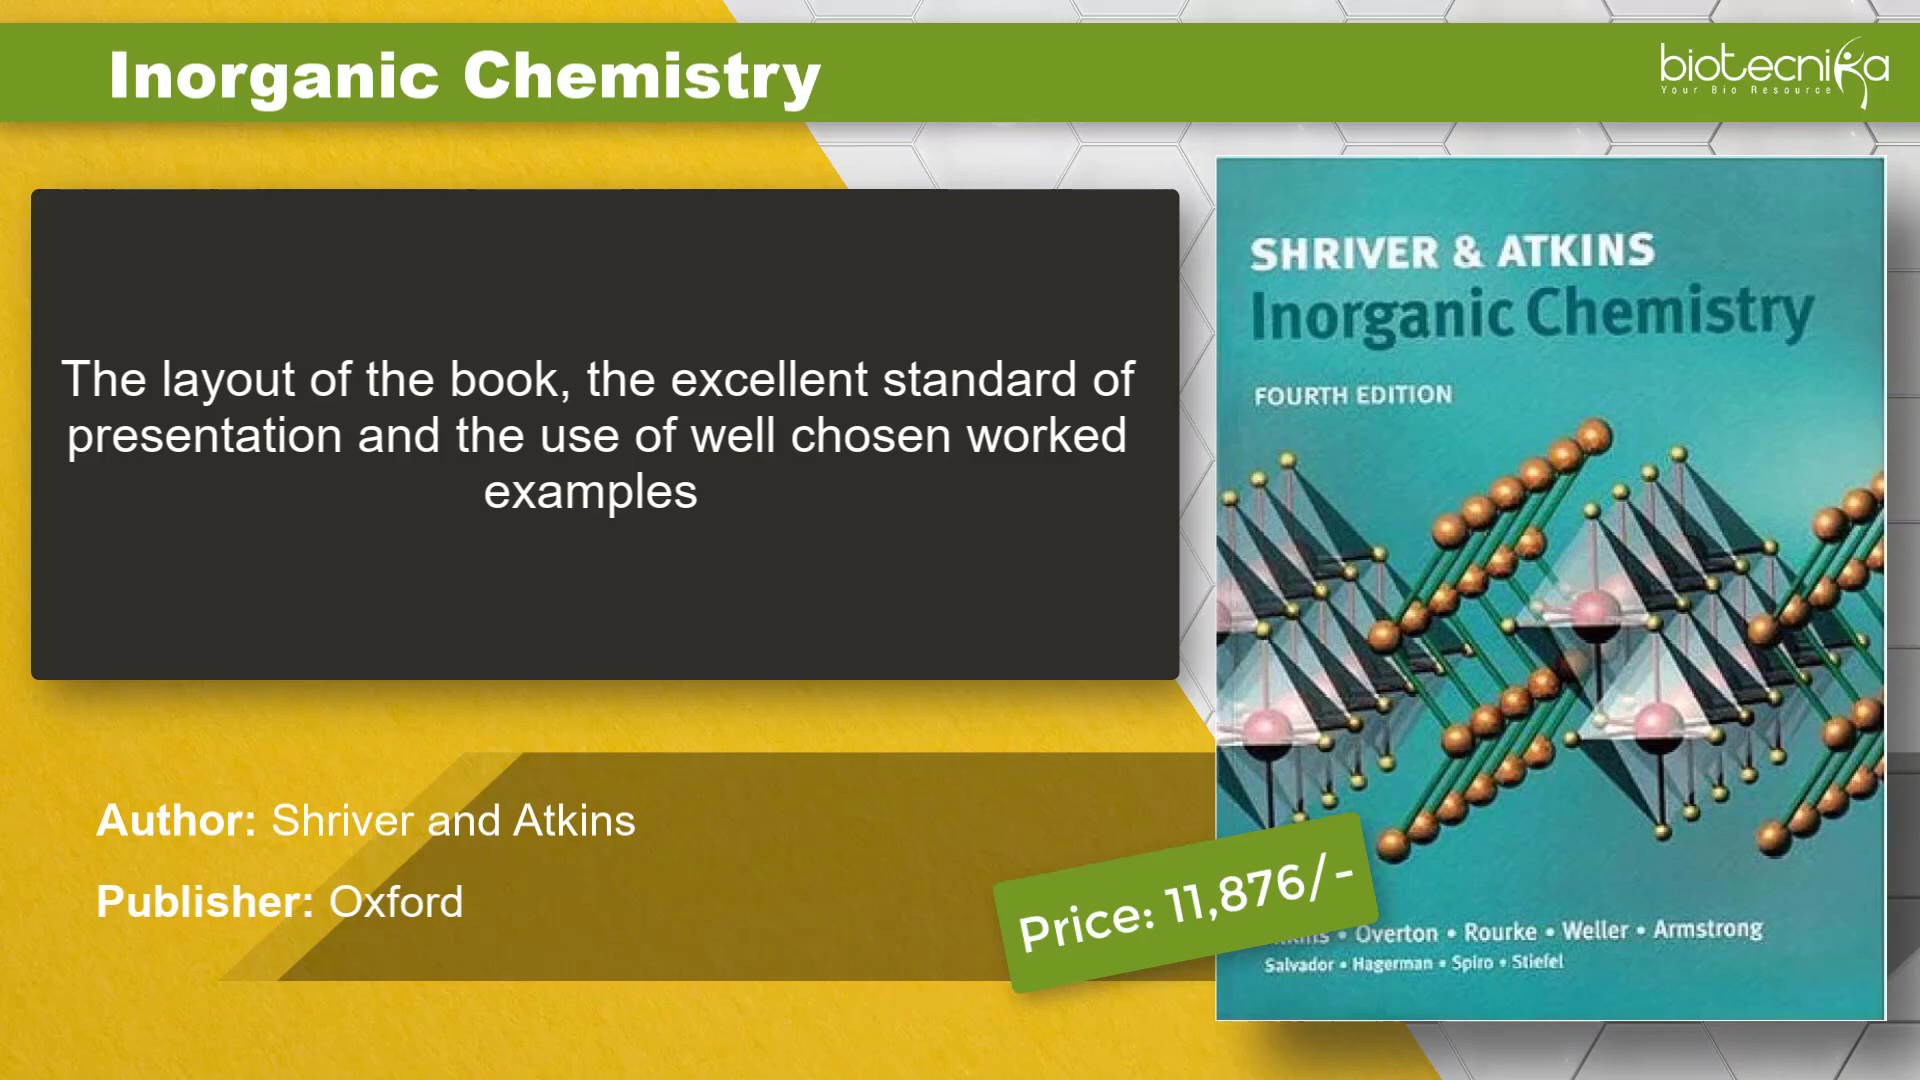 Inorganic Chemistry
biotecnika
Your Bio Resource
The layout of the book, the excellent standard of
presentation and the use of well chosen worked
examples
Author: Shriver and Atkins
Publisher: Oxford
Price: 11,876/-
SHRIVER & ATKINS
Inorganic Chemistry
FOURTH EDITION
• Overton • Rourke • Weller • Armstrong
Salvador • Hagerman • Spiro • Stiefel